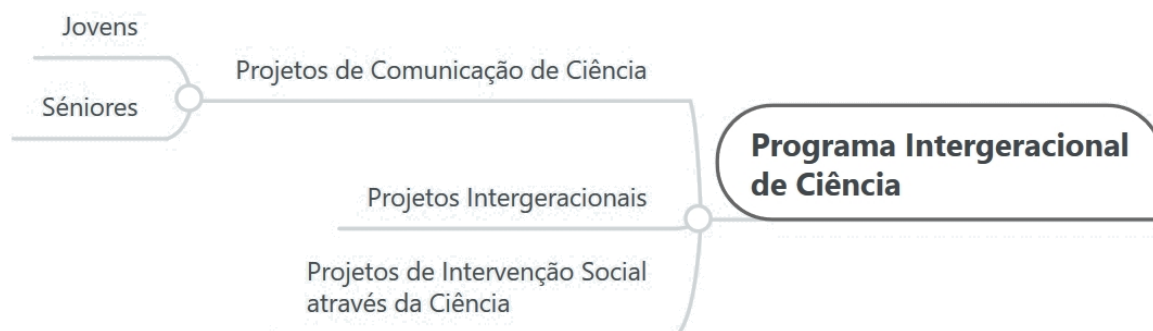 Jovens
Séniores
Projetos de Comunicação de Ciência
Projetos Intergeracionais
Projetos de Intervenção Social
através da Ciência
Programa Intergeracional
de Ciência